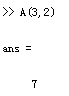 >> A(3,2)
ans =
7